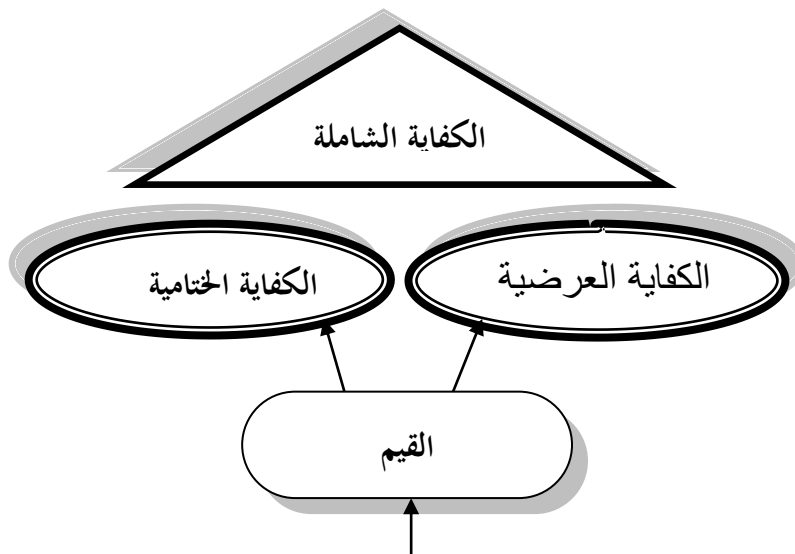 الكفاية الشاملة
الكفاية العرضية
الكفاية الختامية
القيم